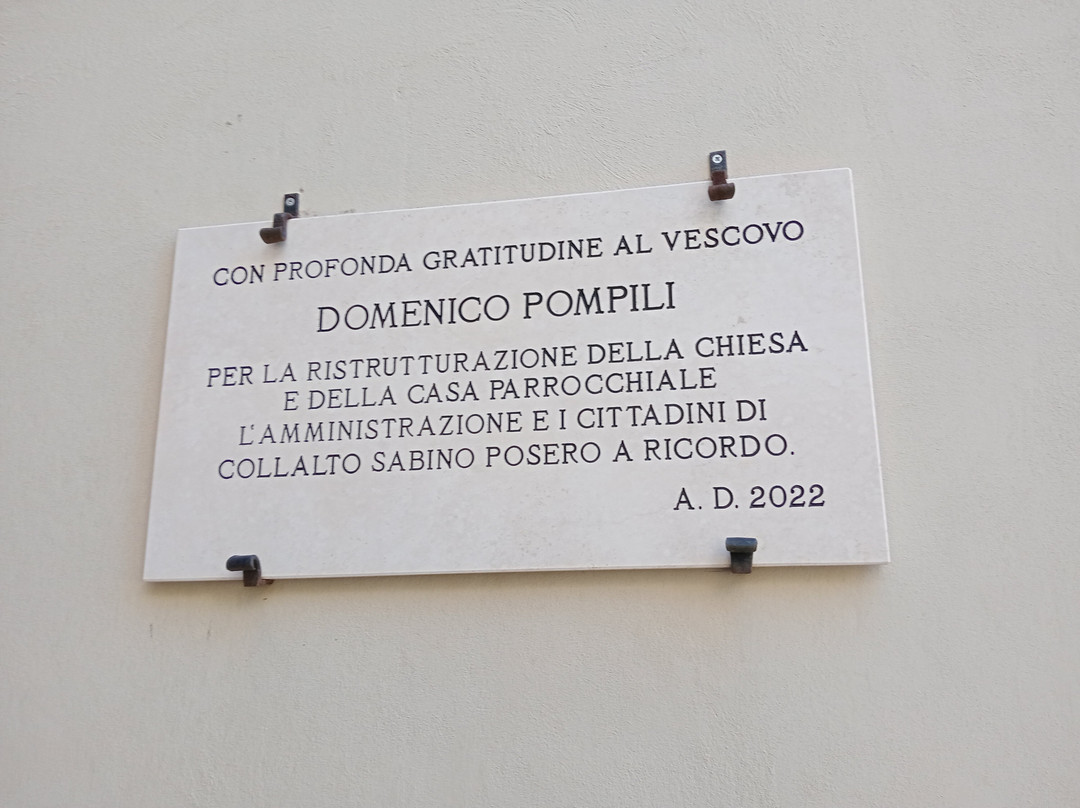 CON PROFONDA GRATITUDINE AL VESCOVO
DOMENICO POMPILI
PER LA RISTRUTTURAZIONE DELLA CHIESA
E DELLA CASA PARROCCHIALE
L'AMMINISTRAZIONE E I CITTADINI DI
COLLALTO SABINO POSERO A RICORDO.
A. D. 2022